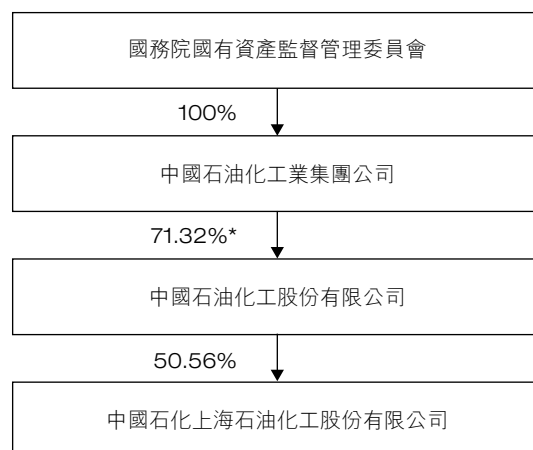 國務院國有資產監督管理委員會
100%
中國石油化工業集團公司
71.32%*
中國石油化工股份有限公司
50.56%
中國石化上海石油化工股份有限公司